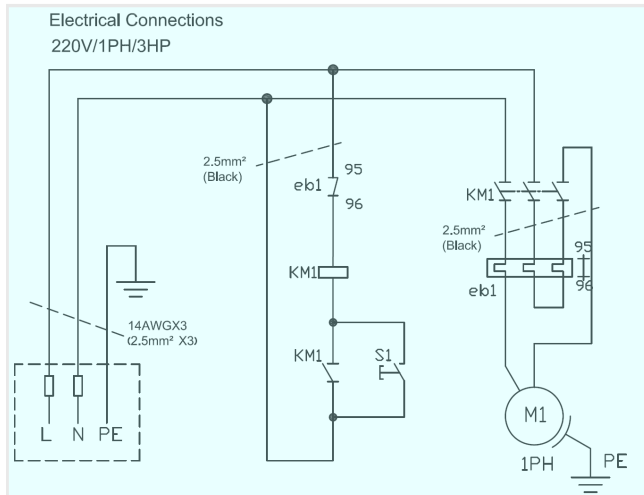 Electrical Connections
220V/1PH/3HP
2.5mm²
(Black)
95
eb1
96
KM1
2.5mm²
(Black)
95
96
eb1
KM1
14AWGX3
(2.5mm² X3)
KM1
S1
L N PE
M1
1PH
PE